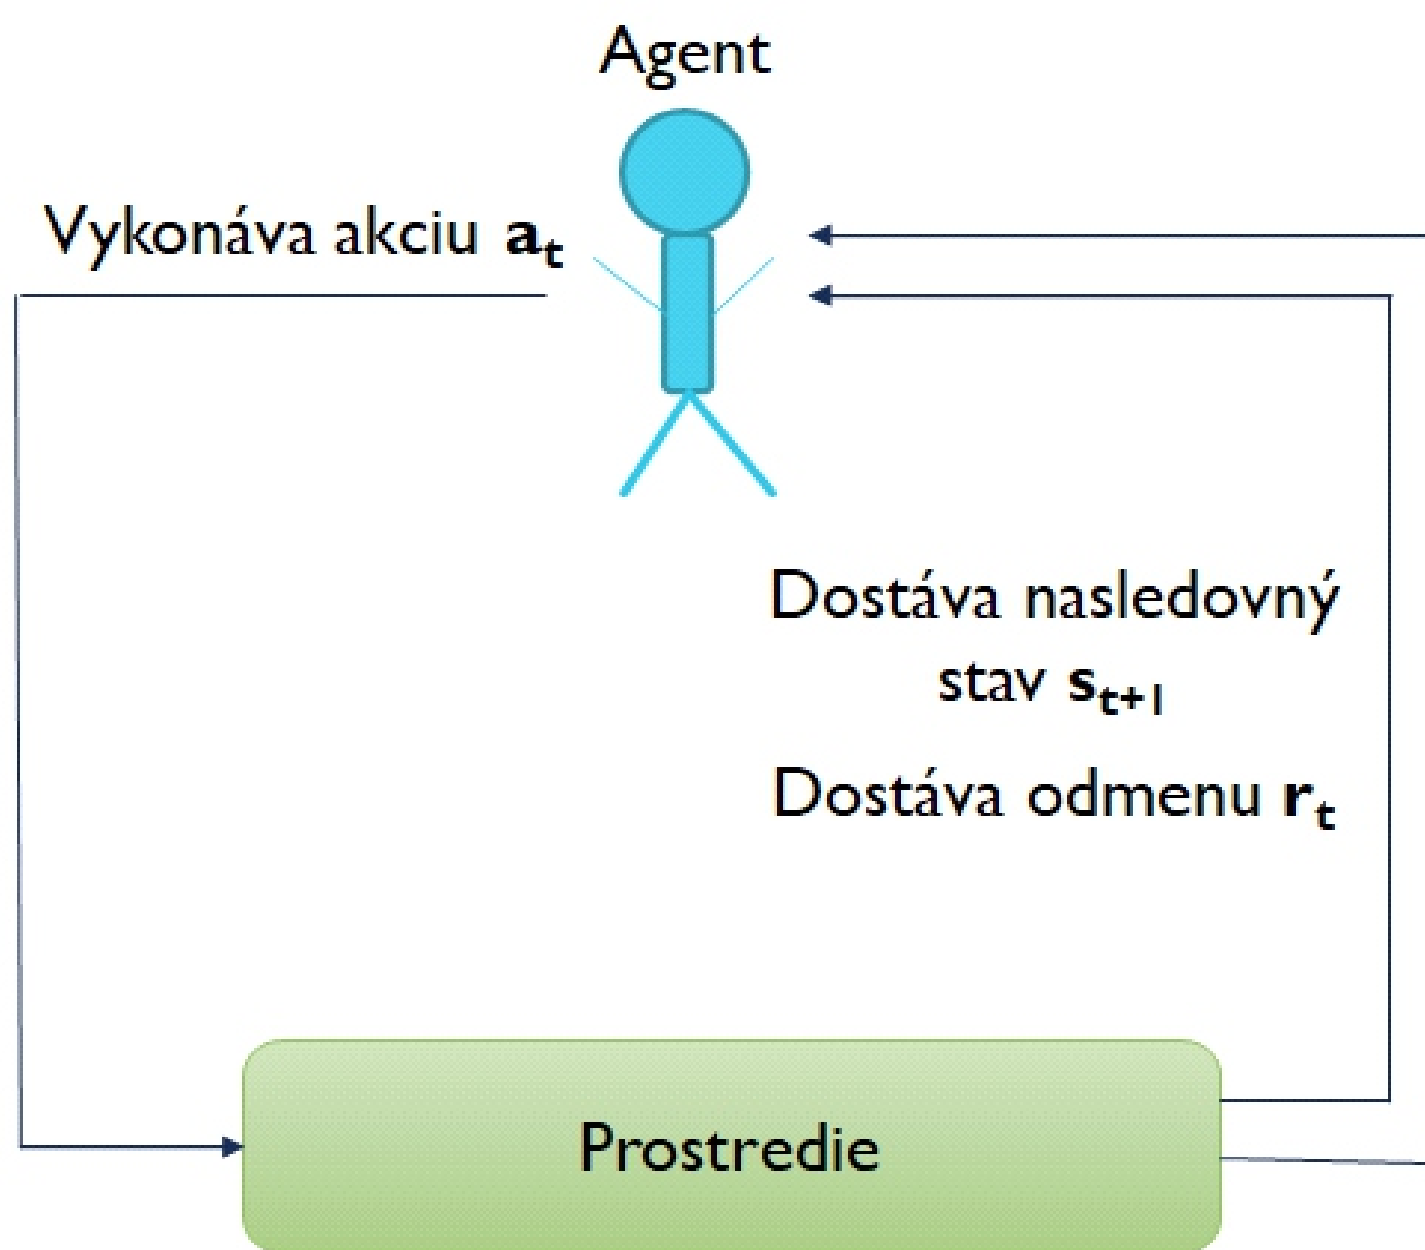 Agent
Vykonáva akciu aₜ
Dostáva nasledovný
stav sₜ₊₁
Dostáva odmenu rₜ
Prostredie